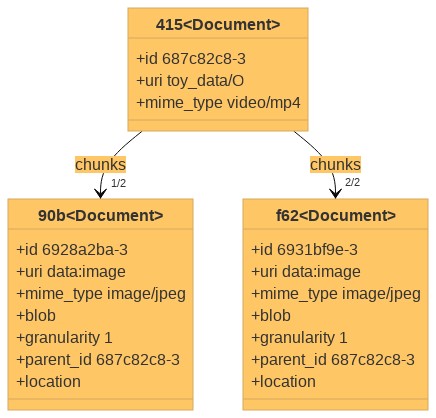 415<Document>
+id 687c82c8-3
+uri toy_data/O
+mime_type video/mp4
chunks
1/2
chunks
2/2
90b<Document>
+id 6928a2ba-3
+uri data:image
+mime_type image/jpeg
+blob
+granularity 1
+parent_id 687c82c8-3
+location
f62<Document>
+id 6931bf9e-3
+uri data:image
+mime_type image/jpeg
+blob
+granularity 1
+parent_id 687c82c8-3
+location